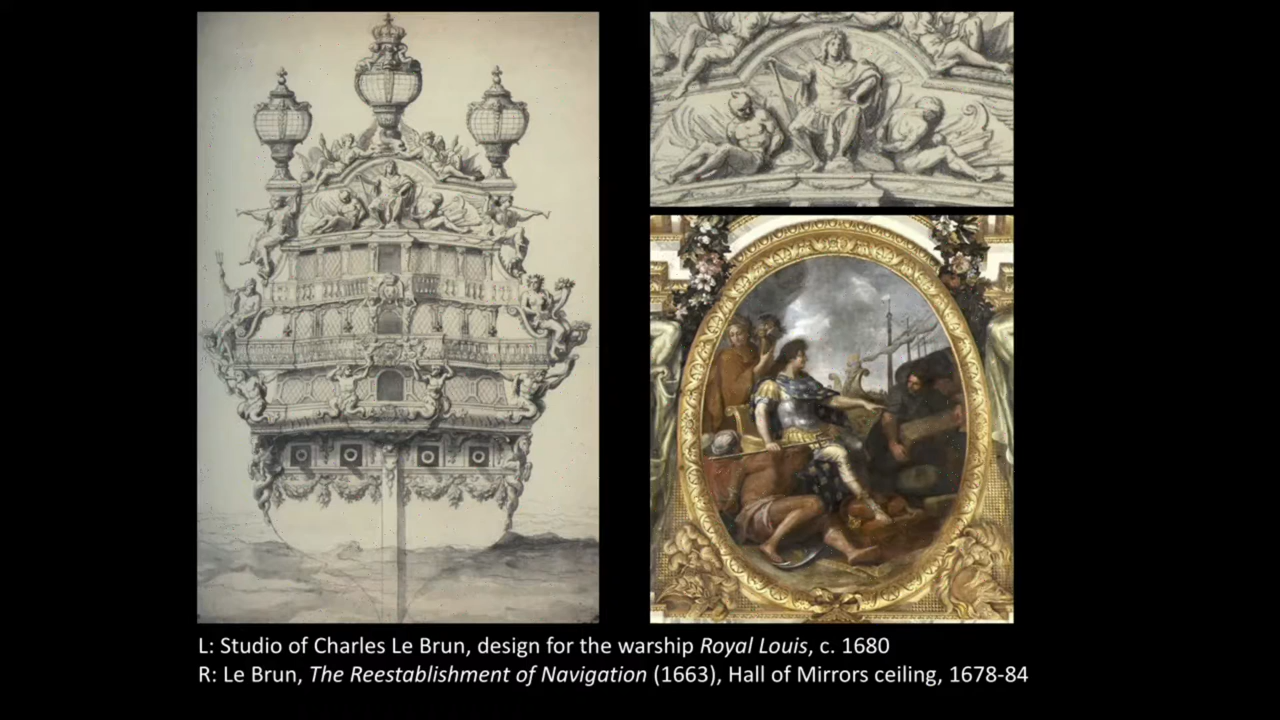 L: Studio of Charles Le Brun, design for the warship Royal Louis, c. 1680
R: Le Brun, The Reestablishment of Navigation (1663), Hall of Mirrors ceiling, 1678-84